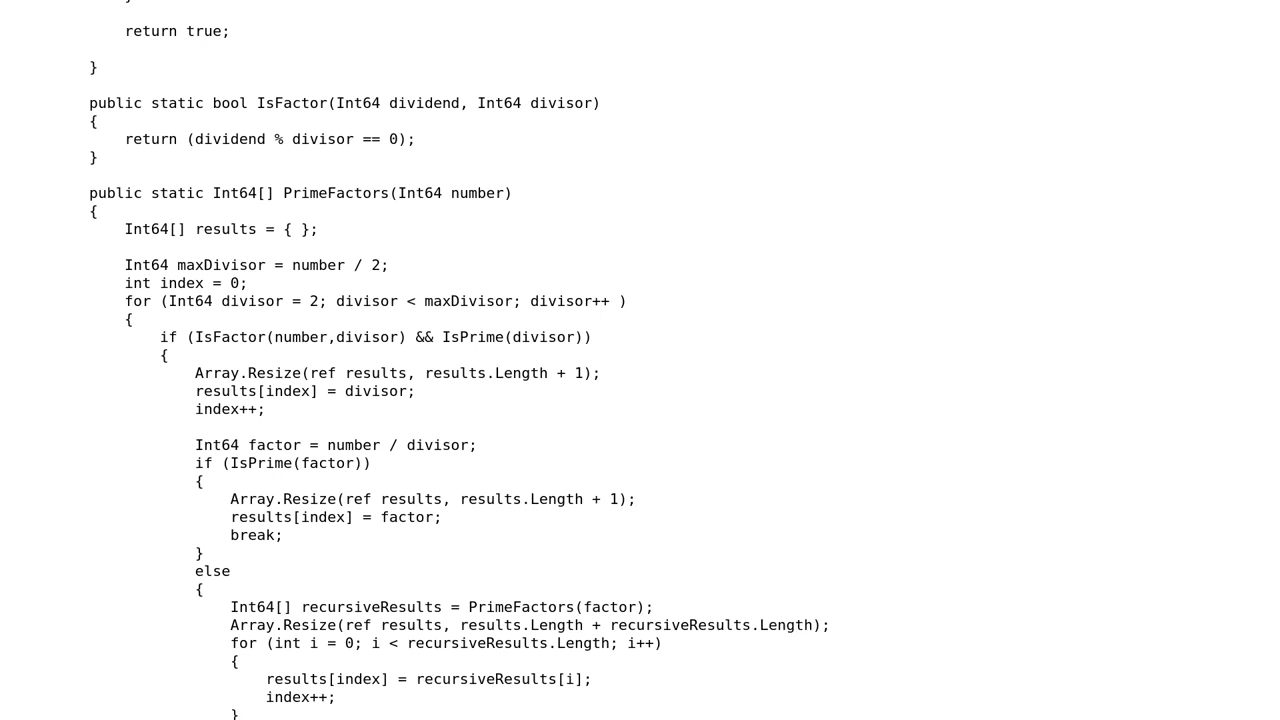 }
return true;
}
public static bool IsFactor(Int64 dividend, Int64 divisor)
{
return (dividend % divisor == 0);
}
public static Int64[] PrimeFactors(Int64 number)
{
Int64[] results = { };
Int64 maxDivisor = number / 2;
int index = 0;
for (Int64 divisor = 2; divisor < maxDivisor; divisor++ )
{
if (IsFactor(number,divisor) && IsPrime(divisor))
{
Array.Resize(ref results, results.Length + 1);
results[index] = divisor;
index++;
Int64 factor = number / divisor;
if (IsPrime(factor))
{
Array.Resize(ref results, results.Length + 1);
results[index] = factor;
break;
}
else
{
Int64[] recursiveResults = PrimeFactors(factor);
Array.Resize(ref results, results.Length + recursiveResults.Length);
for (int i = 0; i < recursiveResults.Length; i++)
{
results[index] = recursiveResults[i];
index++;
}